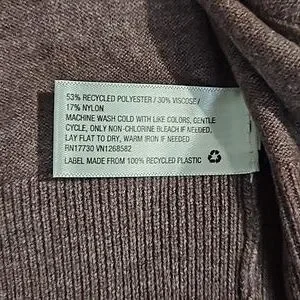 53% RECYCLED POLYESTER / 30% VISCOSE /
17% NYLON
MACHINE WASH COLD WITH LIKE COLORS, GENTLE
CYCLE, ONLY NON-CHLORINE BLEACH IF NEEDED,
LAY FLAT TO DRY, WARM IRON IF NEEDED
RN17730 VN1268582
LABEL MADE FROM 100% RECYCLED PLASTIC